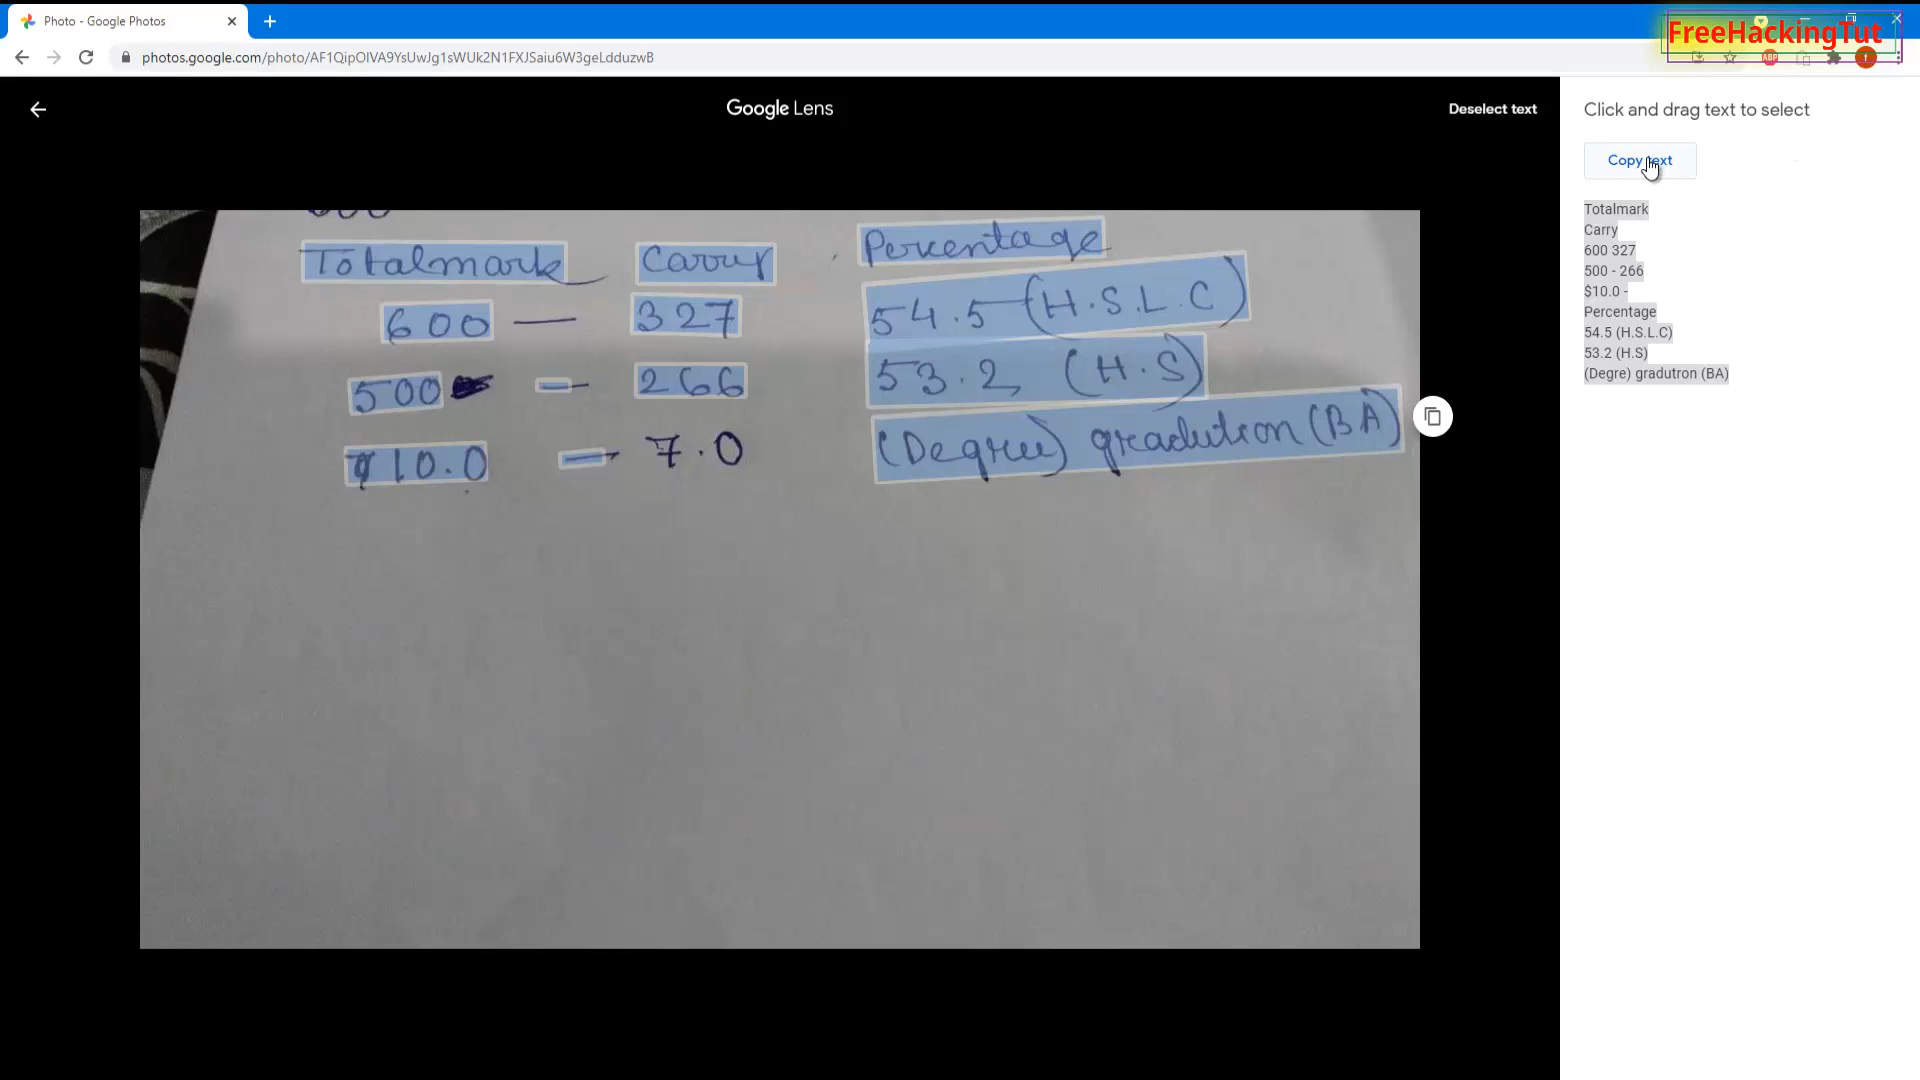 Photo - Google Photos
FreeHackingTut
photos.google.com/photo/AF1QipOIVA9YsUwJg1sWUk2N1FXJSaiu6W3geLdduzwB
ABP
Google Lens
Deselect text
Click and drag text to select
Copy text
Totalmark Carry Percentage
600 — 327 54.5 (H.S.L.C)
500 — 266 53.2 (H.S)
10.0 — 7.0 (Degree) gradution (BA)
Totalmark
Carry
600 327
500 - 266
$10.0 -
Percentage
54.5 (H.S.L.C)
53.2 (H.S)
(Degre) gradutron (BA)